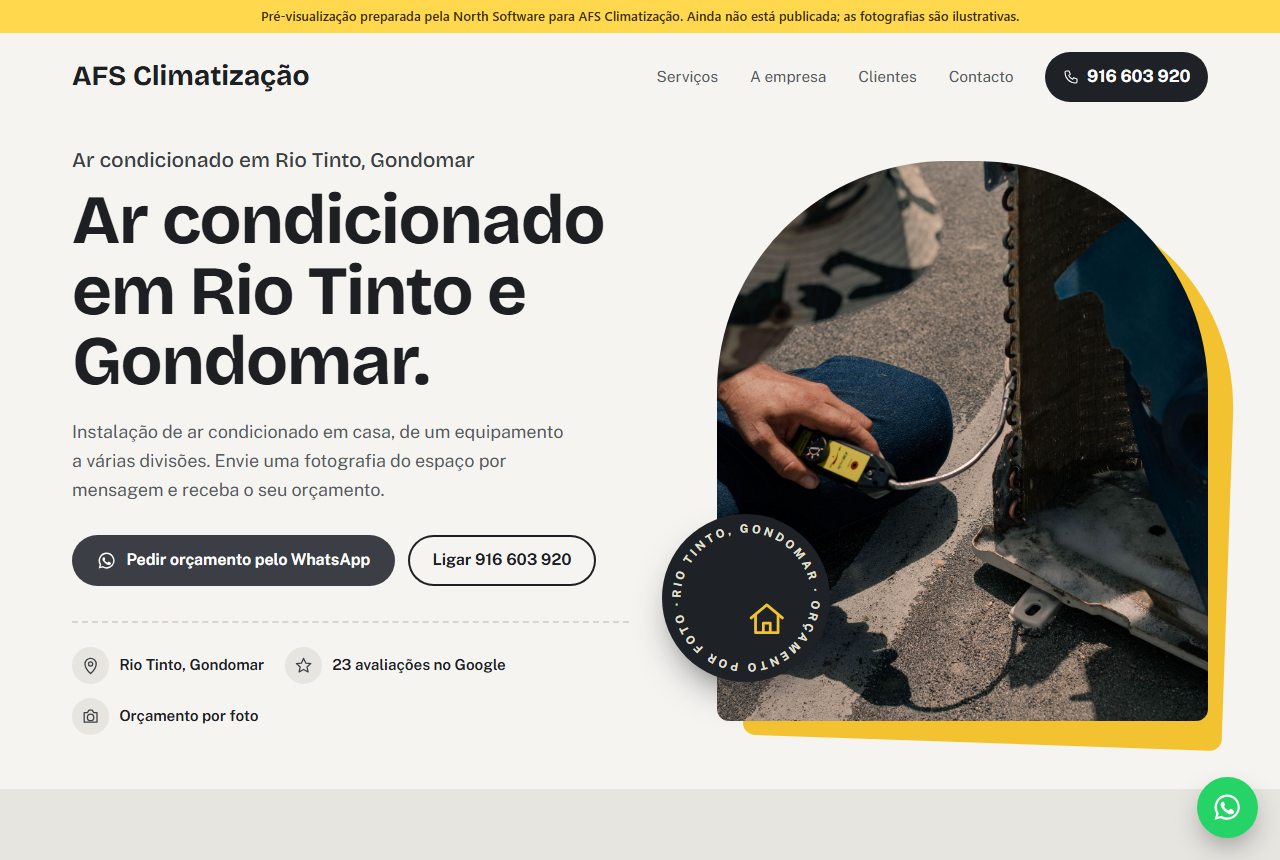 Pré-visualização preparada pela North Software para AFS Climatização. Ainda não está publicada; as fotografias são ilustrativas.
AFS Climatização
Serviços
A empresa
Clientes
Contacto
916 603 920
Ar condicionado em Rio Tinto, Gondomar
Ar condicionado
em Rio Tinto e
Gondomar.
Instalação de ar condicionado em casa, de um equipamento
a várias divisões. Envie uma fotografia do espaço por
mensagem e receba o seu orçamento.
Pedir orçamento pelo WhatsApp
Ligar 916 603 920
RIO TINTO, GONDOMAR · ORÇAMENTO POR FOTO ·
Rio Tinto, Gondomar
23 avaliações no Google
Orçamento por foto